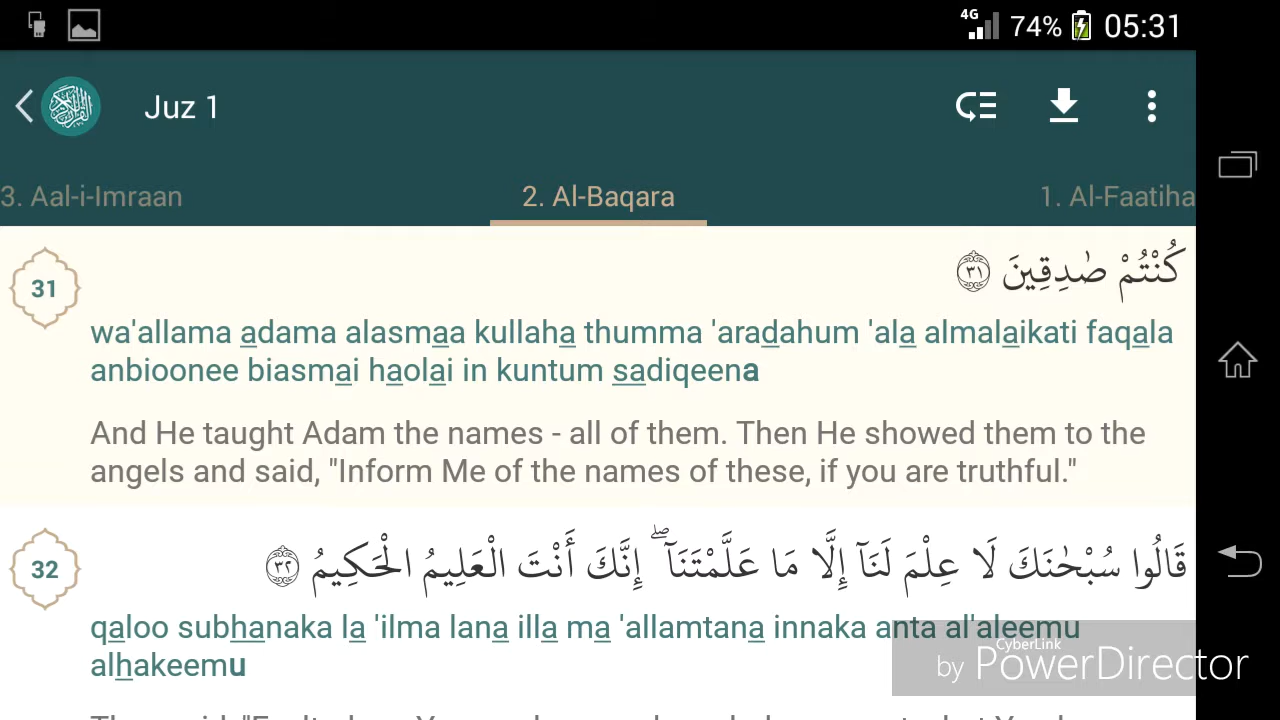 4G 74% 05:31
Juz 1
3. Aal-i-Imraan 2. Al-Baqara 1. Al-Faatiha
31
كُنْتُمْ صَٰدِقِينَ ٣١
wa'allama adama alasmaa kullaha thumma 'aradahum 'ala almalaikati faqala
anbioonee biasmai haolai in kuntum sadiqeena
And He taught Adam the names - all of them. Then He showed them to the
angels and said, "Inform Me of the names of these, if you are truthful."
32
قَالُوا سُبْحَٰنَكَ لَا عِلْمَ لَنَآ إِلَّا مَا عَلَّمْتَنَآ ۖ إِنَّكَ أَنْتَ الْعَلِيمُ الْحَكِيمُ ٣٢
qaloo subhanaka la 'ilma lana illa ma 'allamtana innaka anta al'aleemu
alhakeemu
CyberLink
by PowerDirector